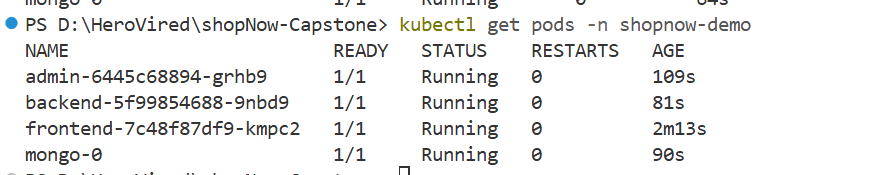 PS D:\HeroVired\shopNow-Capstone> kubectl get pods -n shopnow-demo
NAME READY STATUS RESTARTS AGE
admin-6445c68894-grhb9 1/1 Running 0 109s
backend-5f99854688-9nbd9 1/1 Running 0 81s
frontend-7c48f87df9-kmpc2 1/1 Running 0 2m13s
mongo-0 1/1 Running 0 90s